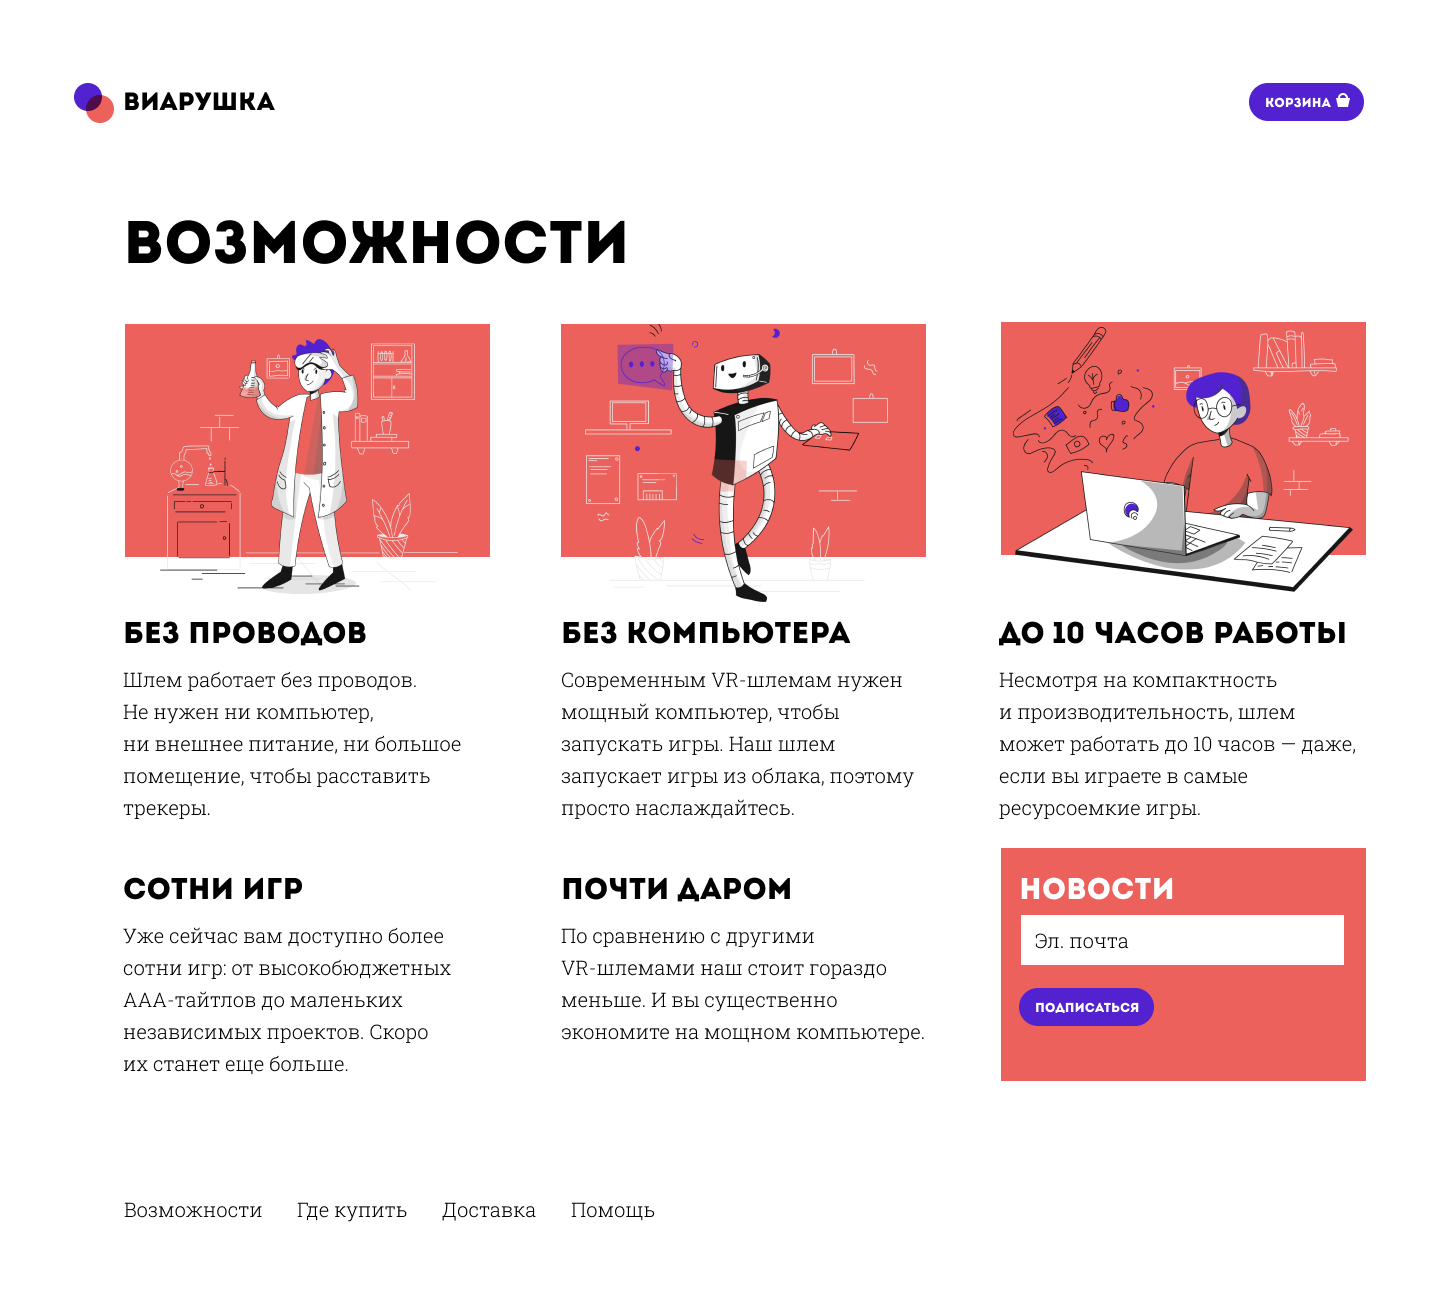 ВИАРУШКА
КОРЗИНА
ВОЗМОЖНОСТИ
БЕЗ ПРОВОДОВ
Шлем работает без проводов.
Не нужен ни компьютер,
ни внешнее питание, ни большое
помещение, чтобы расставить
трекеры.
БЕЗ КОМПЬЮТЕРА
Современным VR-шлемам нужен
мощный компьютер, чтобы
запускать игры. Наш шлем
запускает игры из облака, поэтому
просто наслаждайтесь.
ДО 10 ЧАСОВ РАБОТЫ
Несмотря на компактность
и производительность, шлем
может работать до 10 часов — даже,
если вы играете в самые
ресурсоемкие игры.
СОТНИ ИГР
Уже сейчас вам доступно более
сотни игр: от высокобюджетных
ААА-тайтлов до маленьких
независимых проектов. Скоро
их станет еще больше.
ПОЧТИ ДАРОМ
По сравнению с другими
VR-шлемами наш стоит гораздо
меньше. И вы существенно
экономите на мощном компьютере.
НОВОСТИ
Эл. почта
ПОДПИСАТЬСЯ
Возможности Где купить Доставка Помощь